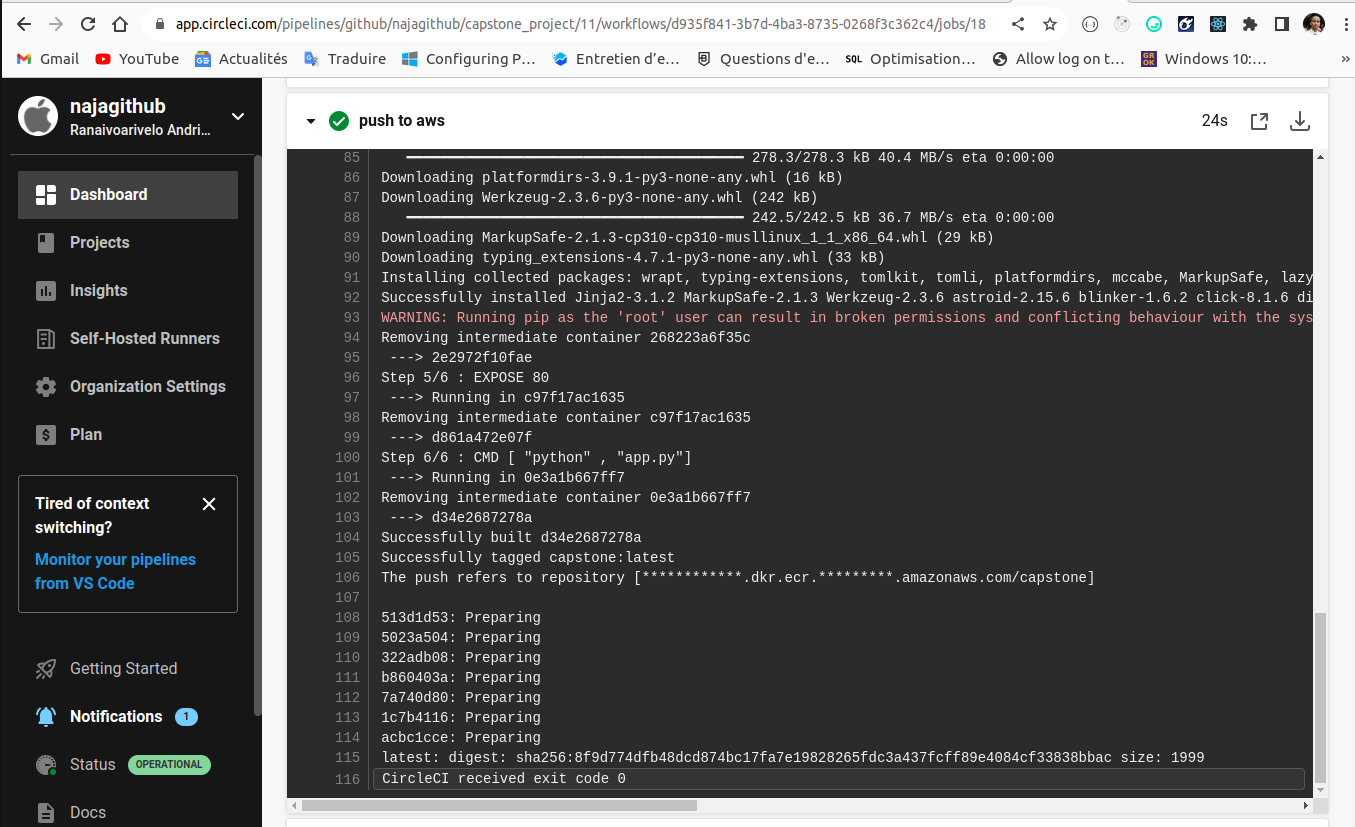 app.circleci.com/pipelines/github/najagithub/capstone_project/11/workflows/d935f841-3b7d-4ba3-8735-0268f3c362c4/jobs/18
Gmail YouTube Actualités Traduire Configuring P… Entretien d'e… Questions d'e… SQL Optimisation… Allow log on t… GROK Windows 10:… »
najagithub
Ranaivoarivelo Andri...
Dashboard
Projects
Insights
Self-Hosted Runners
Organization Settings
Plan
Tired of context
switching?
Monitor your pipelines
from VS Code
Getting Started
Notifications 1
Status OPERATIONAL
Docs
push to aws 24s
85 278.3/278.3 kB 40.4 MB/s eta 0:00:00
86 Downloading platformdirs-3.9.1-py3-none-any.whl (16 kB)
87 Downloading Werkzeug-2.3.6-py3-none-any.whl (242 kB)
88 242.5/242.5 kB 36.7 MB/s eta 0:00:00
89 Downloading MarkupSafe-2.1.3-cp310-cp310-musllinux_1_1_x86_64.whl (29 kB)
90 Downloading typing_extensions-4.7.1-py3-none-any.whl (33 kB)
91 Installing collected packages: wrapt, typing-extensions, tomlkit, tomli, platformdirs, mccabe, MarkupSafe, lazy
92 Successfully installed Jinja2-3.1.2 MarkupSafe-2.1.3 Werkzeug-2.3.6 astroid-2.15.6 blinker-1.6.2 click-8.1.6 di
93 WARNING: Running pip as the 'root' user can result in broken permissions and conflicting behaviour with the sys
94 Removing intermediate container 268223a6f35c
95 ---> 2e2972f10fae
96 Step 5/6 : EXPOSE 80
97 ---> Running in c97f17ac1635
98 Removing intermediate container c97f17ac1635
99 ---> d861a472e07f
100 Step 6/6 : CMD [ "python" , "app.py"]
101 ---> Running in 0e3a1b667ff7
102 Removing intermediate container 0e3a1b667ff7
103 ---> d34e2687278a
104 Successfully built d34e2687278a
105 Successfully tagged capstone:latest
106 The push refers to repository [************.dkr.ecr.*********.amazonaws.com/capstone]
107
108 513d1d53: Preparing
109 5023a504: Preparing
110 322adb08: Preparing
111 b860403a: Preparing
112 7a740d80: Preparing
113 1c7b4116: Preparing
114 acbc1cce: Preparing
115 latest: digest: sha256:8f9d774dfb48dcd874bc17fa7e19828265fdc3a437fcff89e4084cf33838bbac size: 1999
116 CircleCI received exit code 0